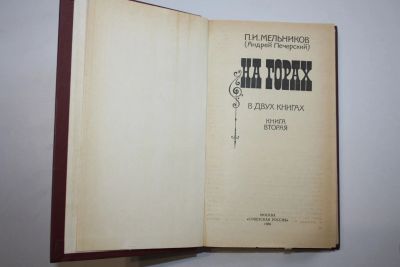 П.И.МЕЛЬНИКОВ
(Андрей Печерский)
НА ГОРАХ
В ДВУХ КНИГАХ
КНИГА
ВТОРАЯ
МОСКВА
«СОВЕТСКАЯ РОССИЯ»